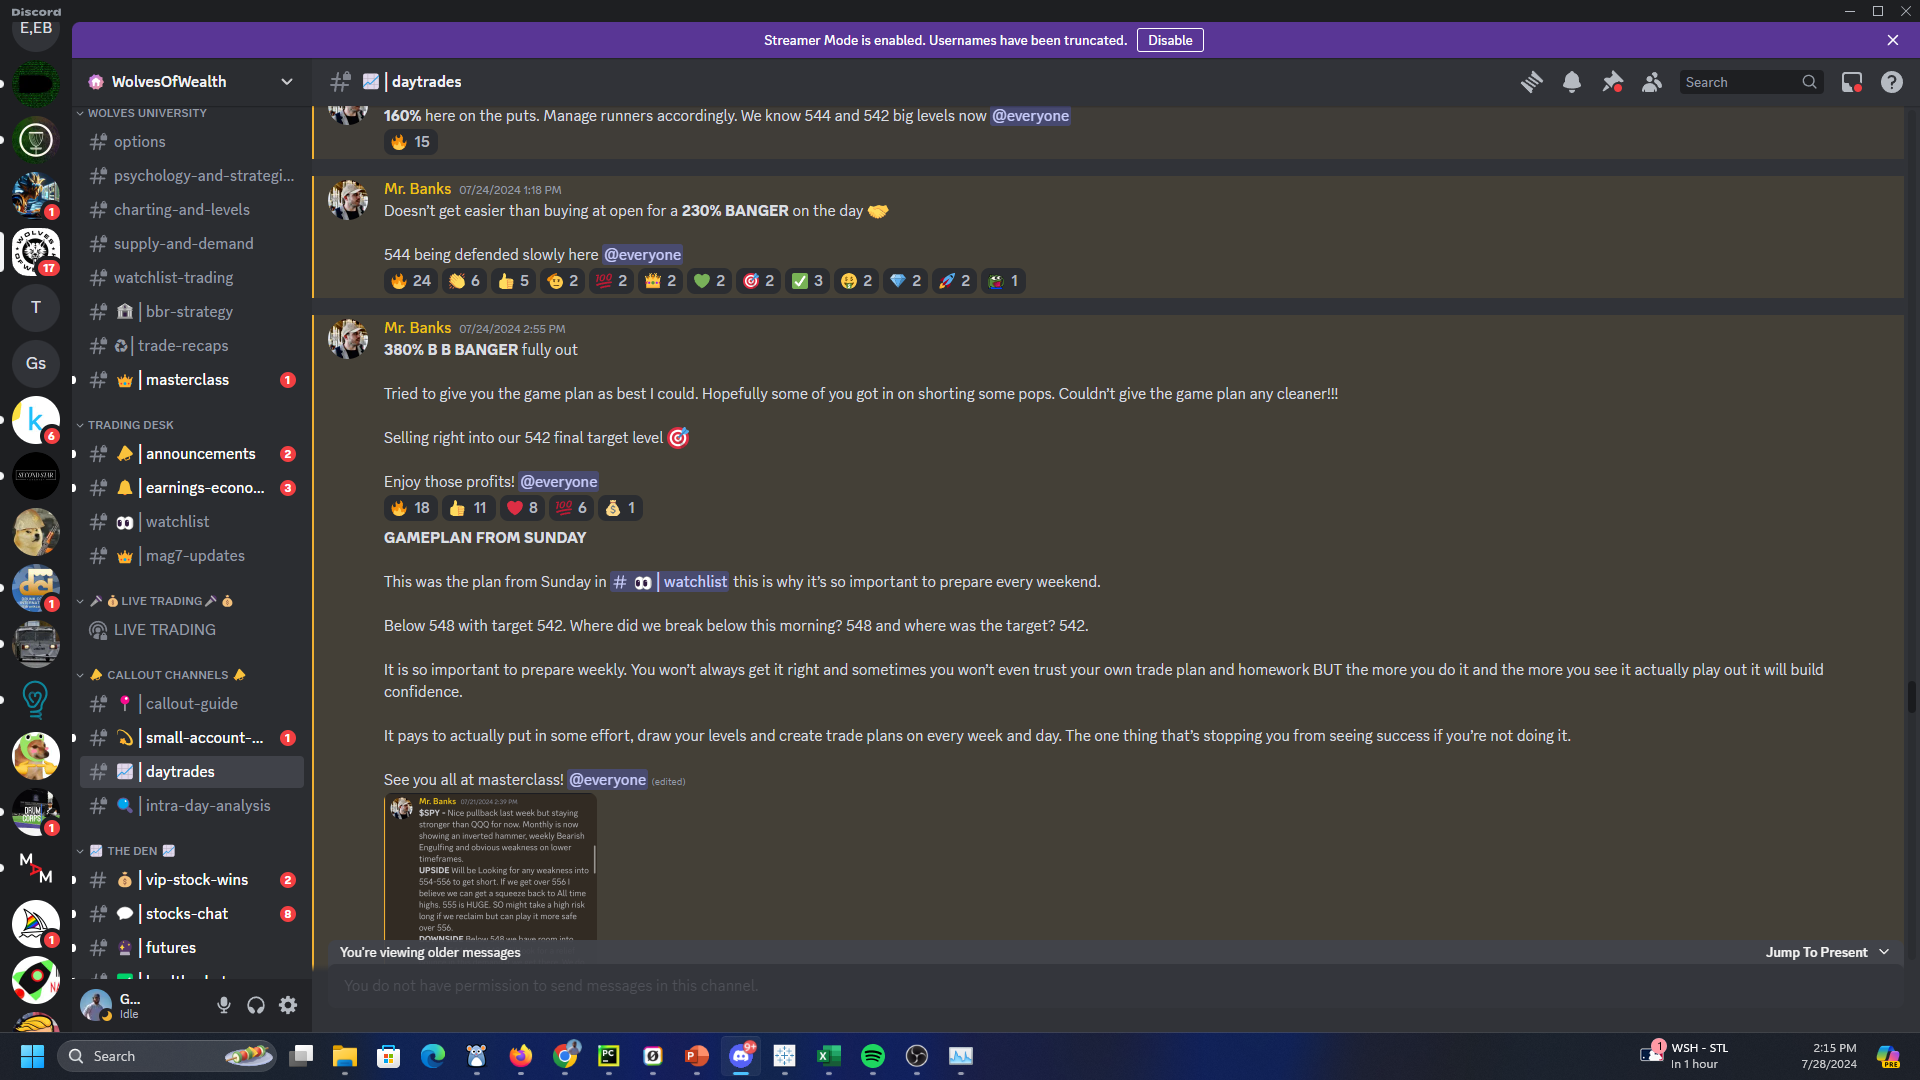 Discord
E,EB
Streamer Mode is enabled. Usernames have been truncated. Disable
WolvesOfWealth
| daytrades
Search
WOLVES UNIVERSITY
options
psychology-and-strategi...
charting-and-levels
supply-and-demand
watchlist-trading
| bbr-strategy
| trade-recaps
| masterclass 1
TRADING DESK
| announcements 2
| earnings-econo... 3
| watchlist
| mag7-updates
LIVE TRADING
LIVE TRADING
CALLOUT CHANNELS
| callout-guide
| small-account-... 1
| daytrades
| intra-day-analysis
THE DEN
| vip-stock-wins 2
| stocks-chat 8
| futures
1
WOLVES
17
T
Gs
k
6
SECOND STAR
dci
1
DRUM CORPS
1
MAM
1
G...
Idle
160% here on the puts. Manage runners accordingly. We know 544 and 542 big levels now @everyone
🔥 15
Mr. Banks 07/24/2024 1:18 PM
Doesn't get easier than buying at open for a 230% BANGER on the day 🤝
544 being defended slowly here @everyone
🔥 24 👏 6 👍 5 🫡 2 💯 2 👑 2 💚 2 🎯 2 ✅ 3 🤑 2 💎 2 🚀 2 1
Mr. Banks 07/24/2024 2:55 PM
380% B B BANGER fully out
Tried to give you the game plan as best I could. Hopefully some of you got in on shorting some pops. Couldn't give the game plan any cleaner!!!
Selling right into our 542 final target level 🎯
Enjoy those profits! @everyone
🔥 18 👍 11 ❤️ 8 💯 6 💰 1
GAMEPLAN FROM SUNDAY
This was the plan from Sunday in # 👀 | watchlist this is why it's so important to prepare every weekend.
Below 548 with target 542. Where did we break below this morning? 548 and where was the target? 542.
It is so important to prepare weekly. You won't always get it right and sometimes you won't even trust your own trade plan and homework BUT the more you do it and the more you see it actually play out it will build
confidence.
It pays to actually put in some effort, draw your levels and create trade plans on every week and day. The one thing that's stopping you from seeing success if you're not doing it.
See you all at masterclass! @everyone (edited)
Mr. Banks 07/21/2024 2:39 PM
$SPY - Nice pullback last week but staying
stronger than QQQ for now. Monthly is now
showing an inverted hammer, weekly Bearish
Engulfing and obvious weakness on lower
timeframes.
UPSIDE Will be Looking for any weakness into
554-556 to get short. If we get over 556 I
believe we can get a squeeze back to All time
highs. 555 is HUGE. SO might take a high risk
long if we reclaim but can play it more safe
over 556.
DOWNSIDE Below 548 we have room into
You're viewing older messages
Jump To Present
You do not have permission to send messages in this channel.
Search
PC
9+
1
WSH - STL
In 1 hour
2:15 PM
7/28/2024
PRE